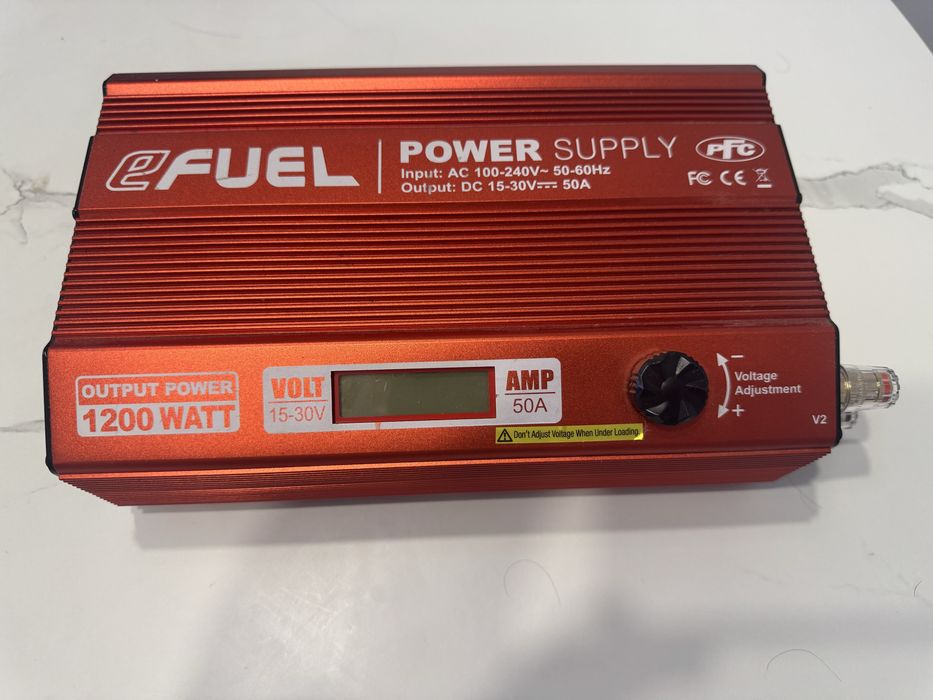 eFUEL
POWER SUPPLY
PFC
Input: AC 100-240V~ 50-60Hz
Output: DC 15-30V⎓ 50A
FC CE
OUTPUT POWER
1200 WATT
VOLT
15-30V
AMP
50A
Don't Adjust Voltage When Under Loading.
−
Voltage
Adjustment
+
V2